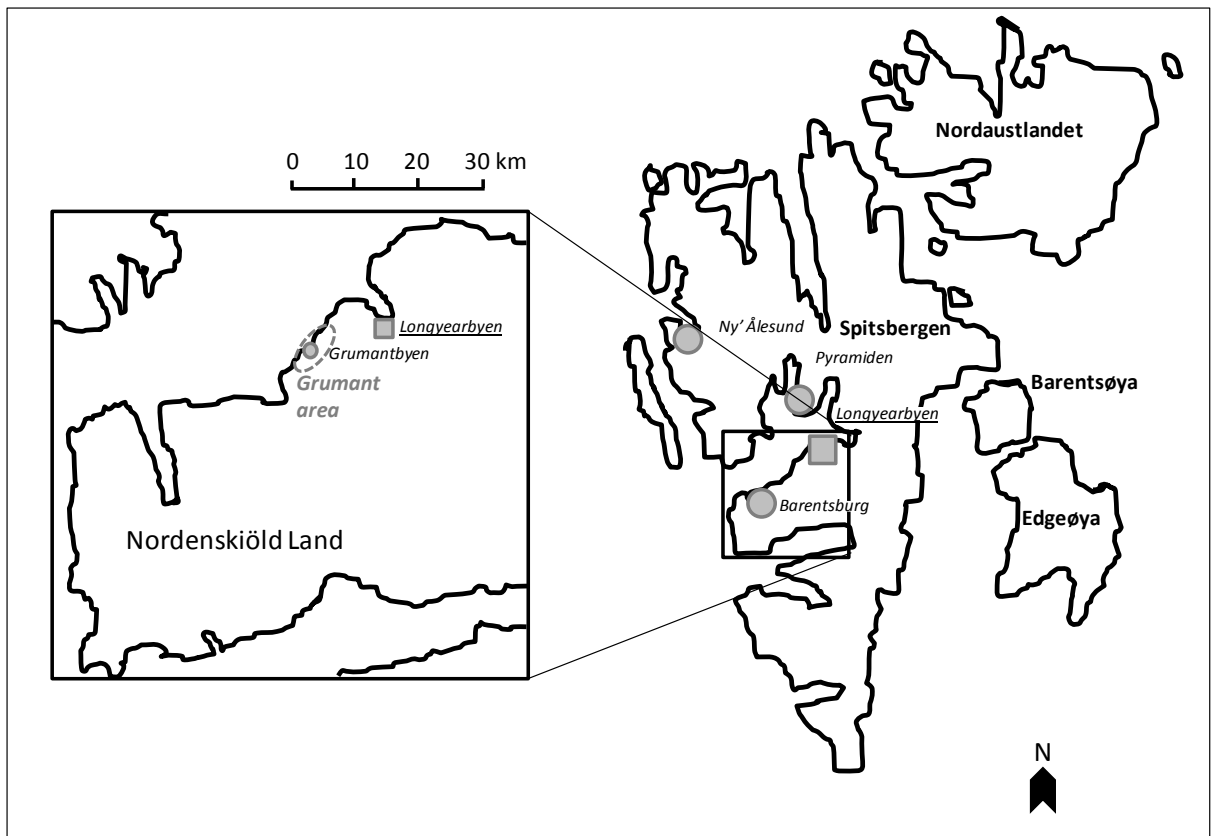 Nordaustlandet
0 10 20 30 km
Ny' Ålesund
Spitsbergen
Pyramiden
Longyearbyen
Grumantbyen
Grumant
area
Barentsøya
Longyearbyen
Barentsburg
Edgeøya
Nordenskiöld Land
N